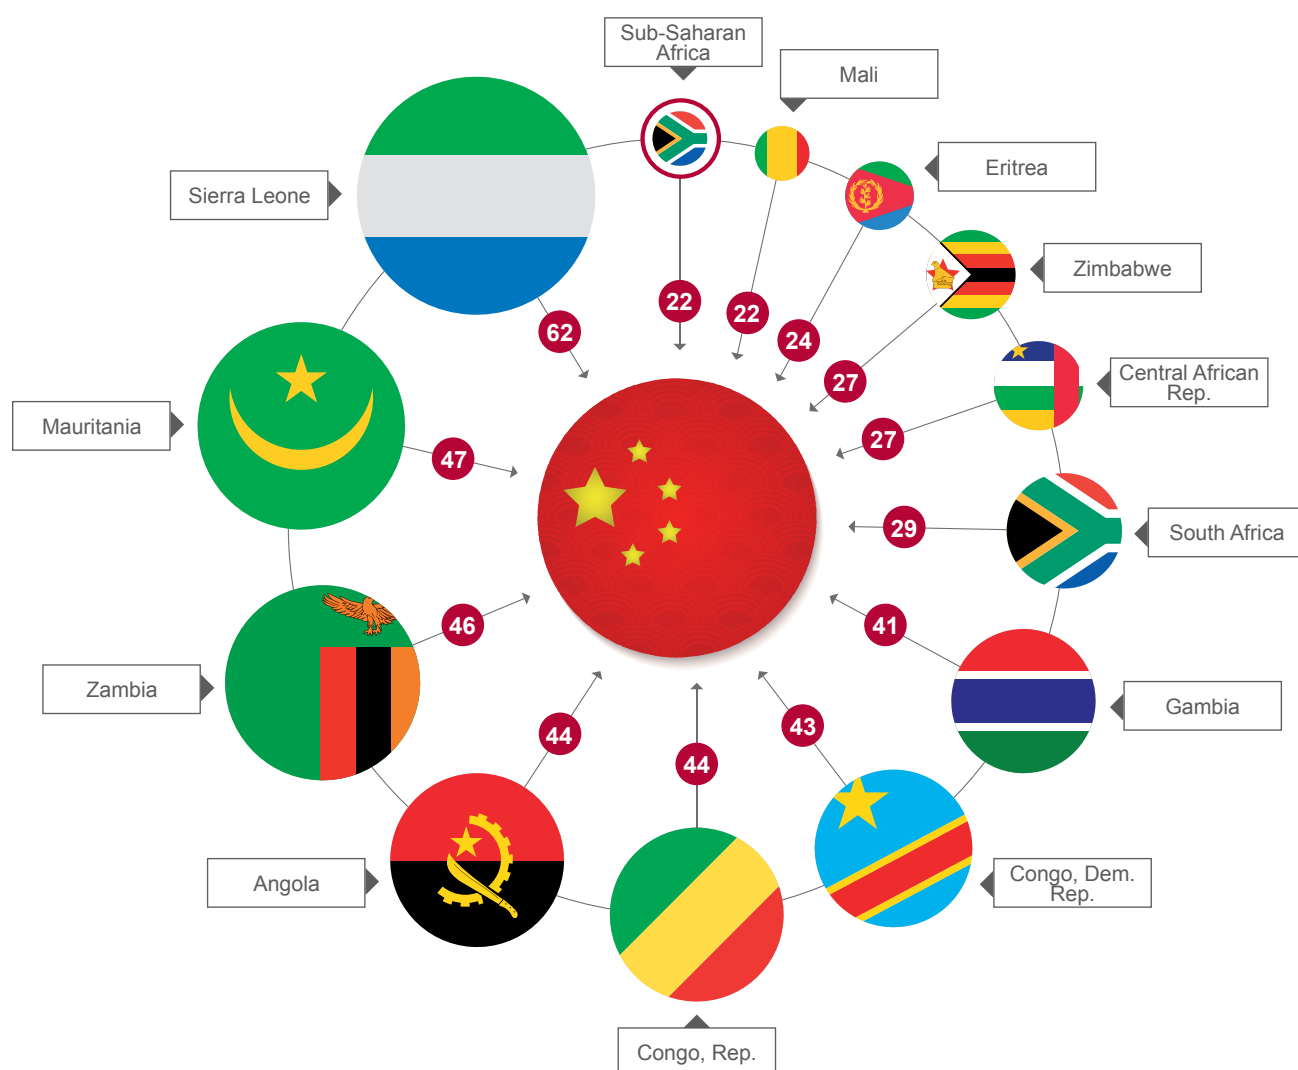 Sub-Saharan
Africa
22
Mali
22
Eritrea
24
Zimbabwe
27
Central African
Rep.
27
South Africa
29
Gambia
41
Congo, Dem.
Rep.
43
Congo, Rep.
44
Angola
44
Zambia
46
Mauritania
47
Sierra Leone
62